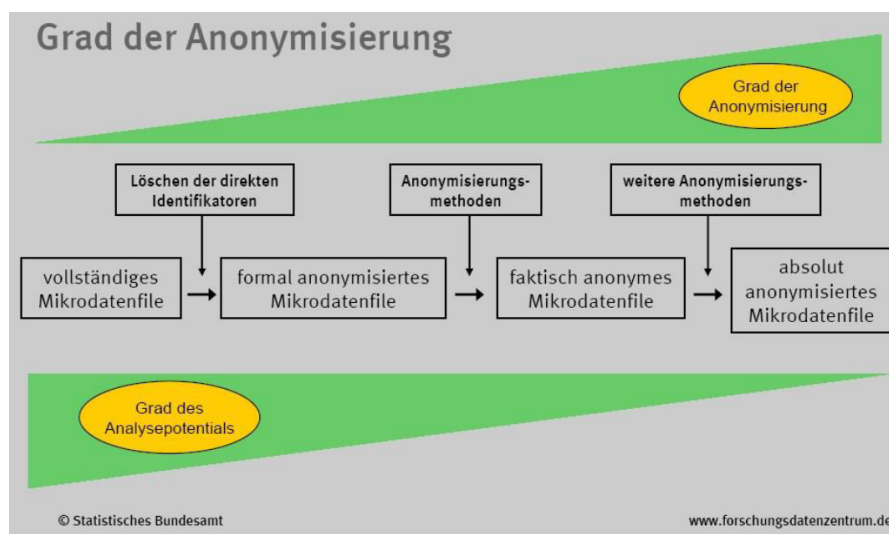 Grad der Anonymisierung
Grad der
Anonymisierung
Löschen der direkten
Identifikatoren
Anonymisierungs-
methoden
weitere Anonymisierungs-
methoden
vollständiges
Mikrodatenfile
formal anonymisiertes
Mikrodatenfile
faktisch anonymes
Mikrodatenfile
absolut
anonymisiertes
Mikrodatenfile
Grad des
Analysepotentials
© Statistisches Bundesamt
www.forschungsdatenzentrum.de